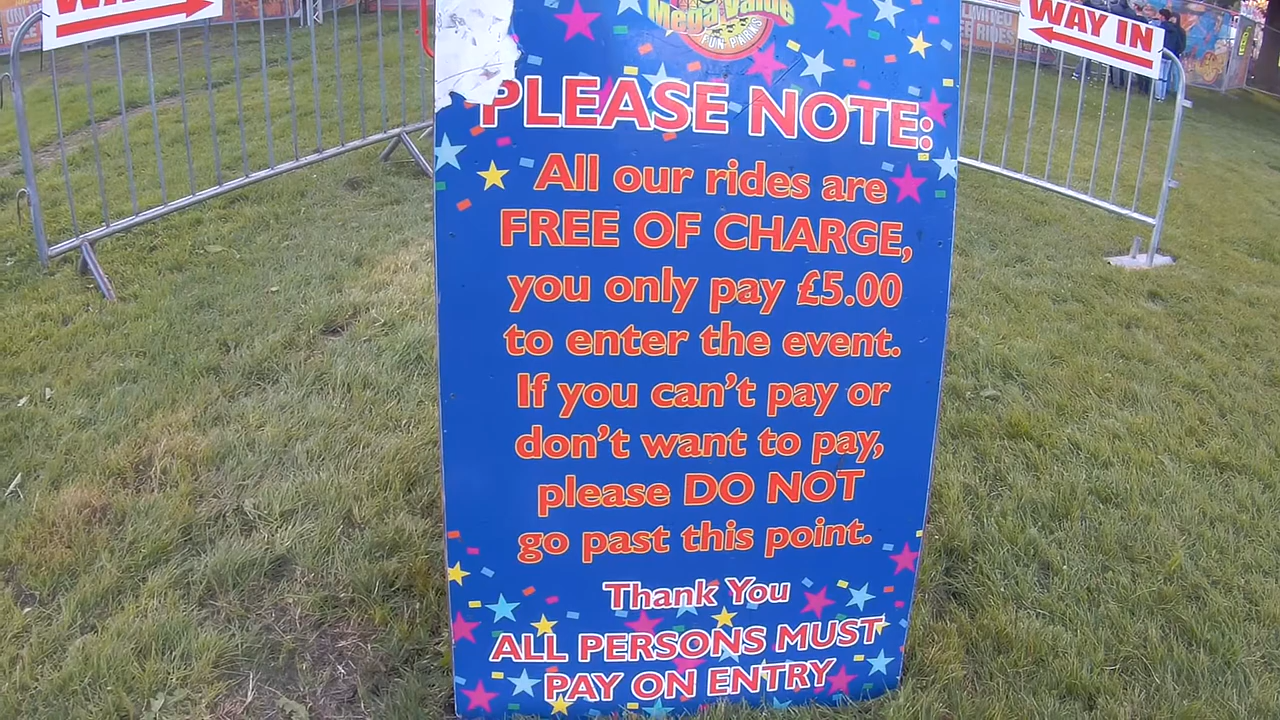 WAY IN
Mega Value
FUN PARKS
PLEASE NOTE:
All our rides are
FREE OF CHARGE,
you only pay £5.00
to enter the event.
If you can't pay or
don't want to pay,
please DO NOT
go past this point.
Thank You
ALL PERSONS MUST
PAY ON ENTRY